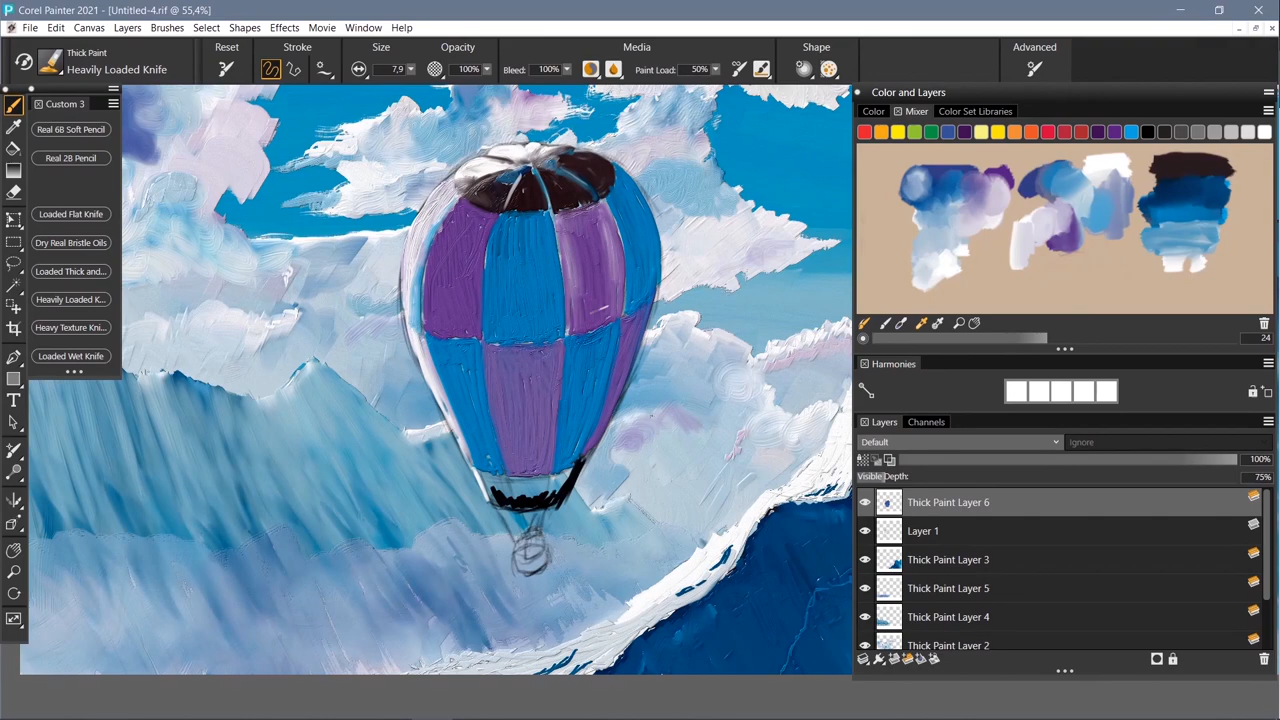 Corel Painter 2021 - [Untitled-4.rif @ 55,4%]
File Edit Canvas Layers Brushes Select Shapes Effects Movie Window Help
Thick Paint
Heavily Loaded Knife
Reset
Stroke
Size
7,9
Opacity
100%
Media
Bleed: 100%
Paint Load: 50%
Shape
Advanced
Custom 3
Real 6B Soft Pencil
Real 2B Pencil
Loaded Flat Knife
Dry Real Bristle Oils
Loaded Thick and...
Heavily Loaded K...
Heavy Texture Kni...
Loaded Wet Knife
Color and Layers
Color Mixer Color Set Libraries
24
Harmonies
Layers Channels
Default Ignore
100%
Visible Depth: 75%
Thick Paint Layer 6
Layer 1
Thick Paint Layer 3
Thick Paint Layer 5
Thick Paint Layer 4
Thick Paint Layer 2